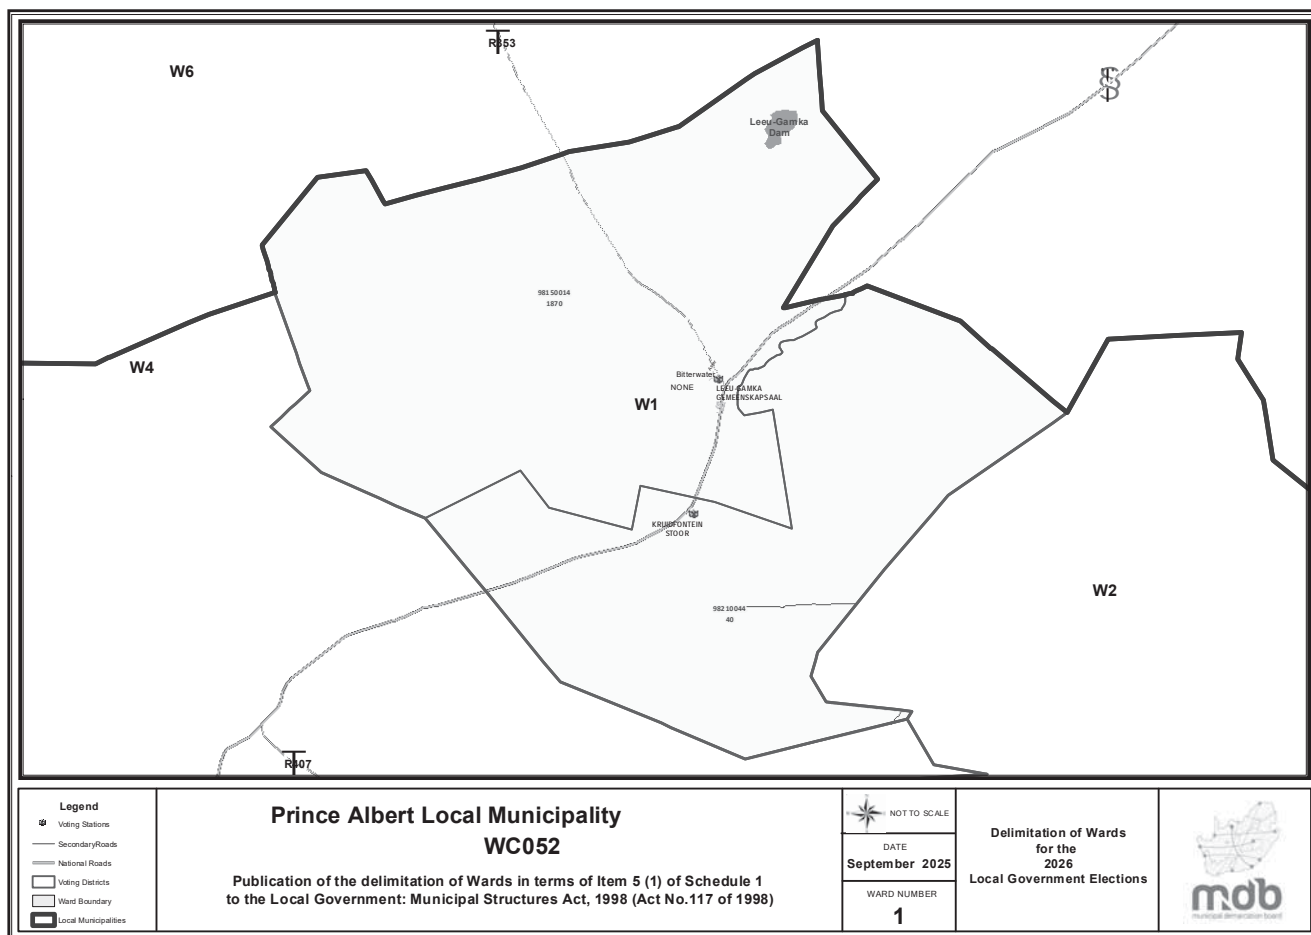 R353
W6
Leeu-Gamka
Dam
98150014
1870
W4
Bitterwater
NONE
LEEU-GAMKA
GEMEENSKAPSAAL
W1
KRUIDFONTEIN
STOOR
98210044
40
W2
R407
Legend
Voting Stations
SecondaryRoads
National Roads
Voting Districts
Ward Boundary
Local Municipalities
Prince Albert Local Municipality
WC052
Publication of the delimitation of Wards in terms of Item 5 (1) of Schedule 1
to the Local Government: Municipal Structures Act, 1998 (Act No.117 of 1998)
NOT TO SCALE
DATE
September 2025
WARD NUMBER
1
Delimitation of Wards
for the
2026
Local Government Elections
mdb
municipal demarcation board